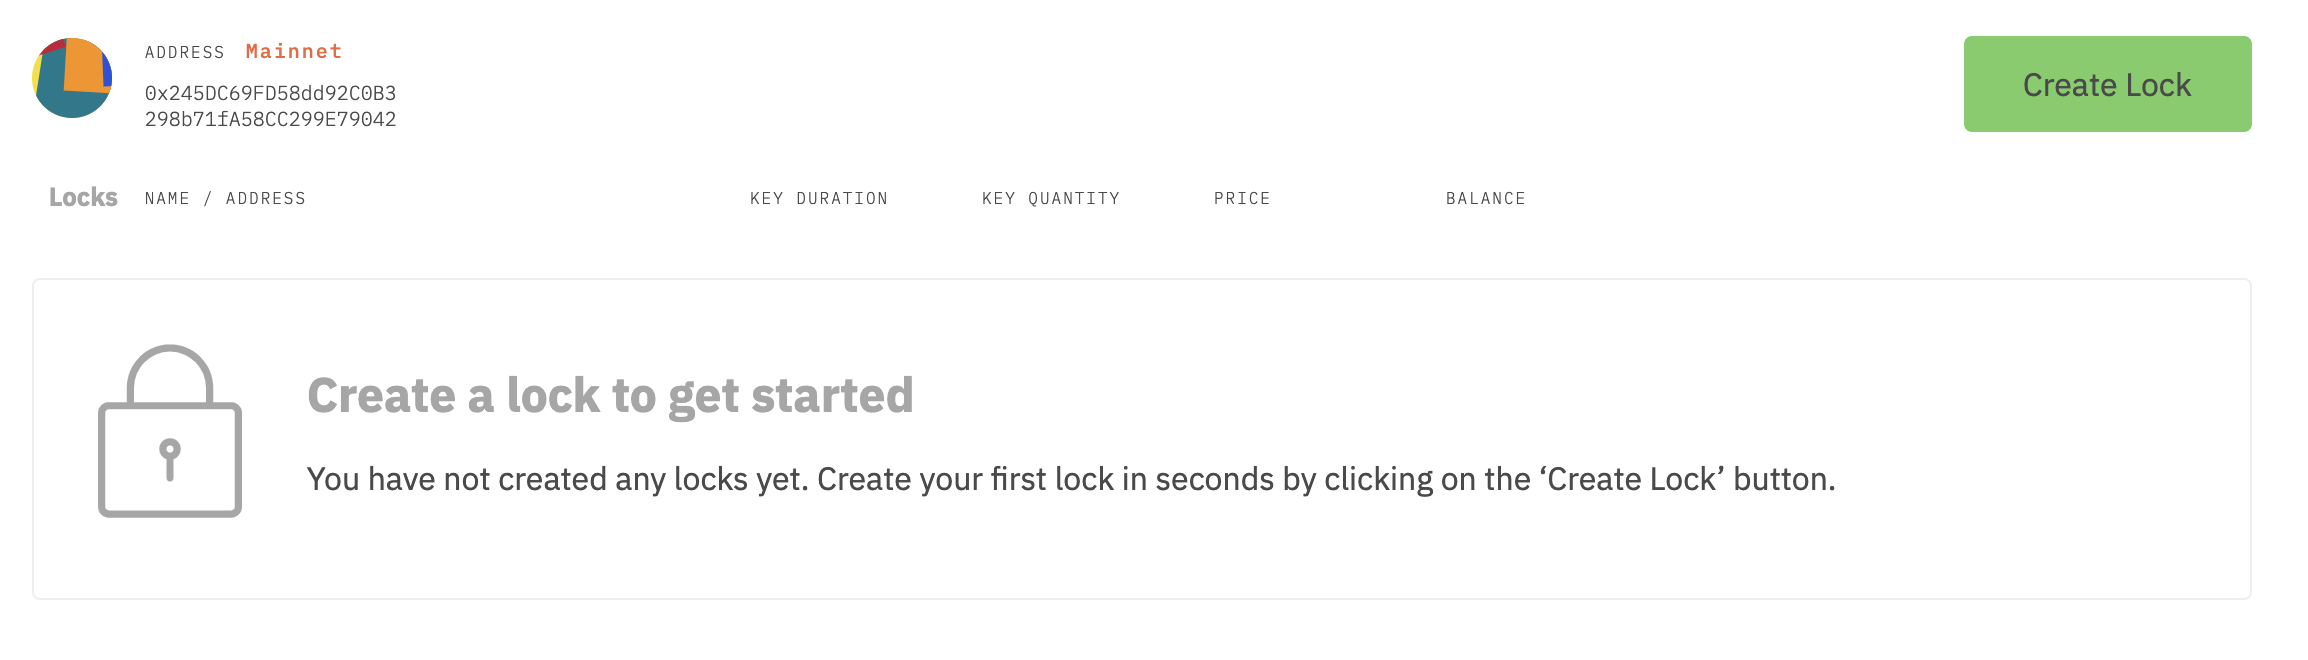 ADDRESS Mainnet
0x245DC69FD58dd92C0B3
298b71fA58CC299E79042
Create Lock
Locks NAME / ADDRESS KEY DURATION KEY QUANTITY PRICE BALANCE
Create a lock to get started
You have not created any locks yet. Create your first lock in seconds by clicking on the ‘Create Lock’ button.